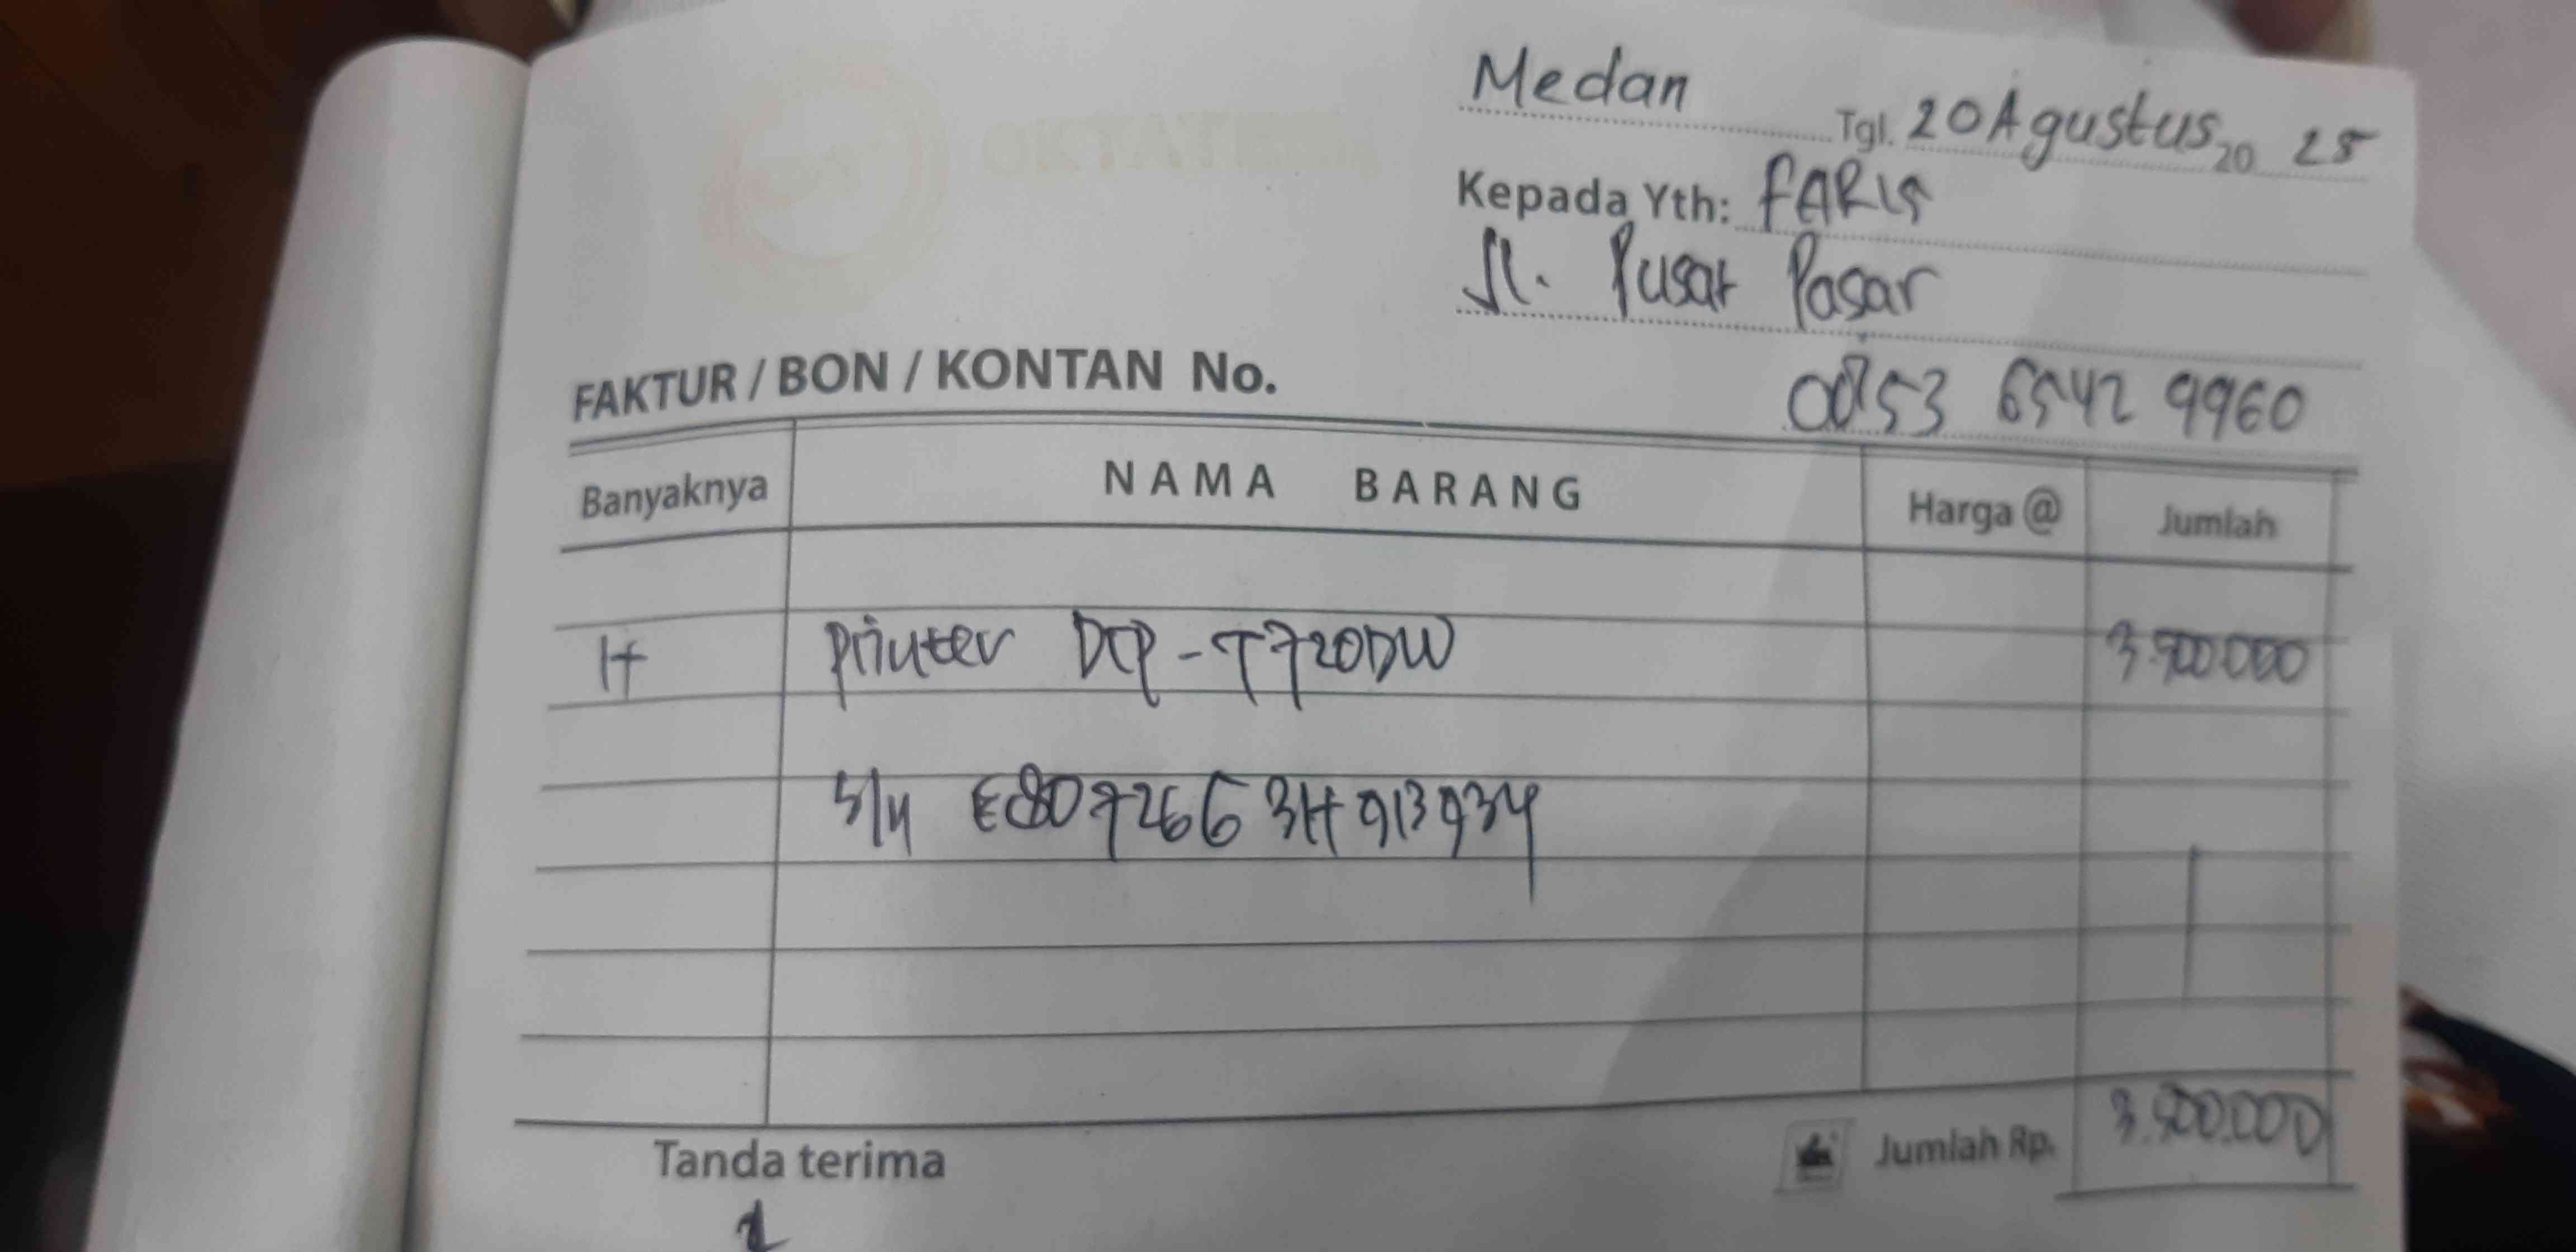 Medan Tgl. 20 Agustus 20 25
Kepada Yth: FARIS
Jl. Pusat Pasar
0853 6542 9960
FAKTUR / BON / KONTAN No.
Banyaknya NAMA BARANG Harga @ Jumlah
1+ Printer DCP-T720DW 3.900.000
S/N E80726G3H913934
Jumlah Rp. 3.900.000
Tanda terima